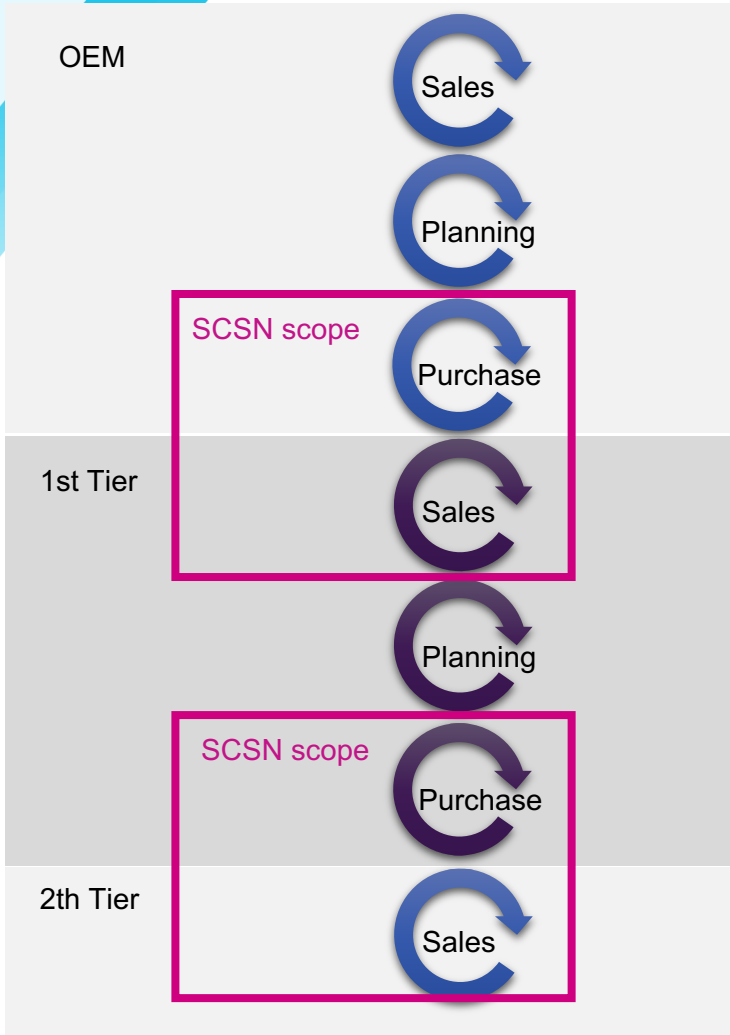 OEM
Sales
Planning
SCSN scope
Purchase
1st Tier
Sales
Planning
SCSN scope
Purchase
2th Tier
Sales